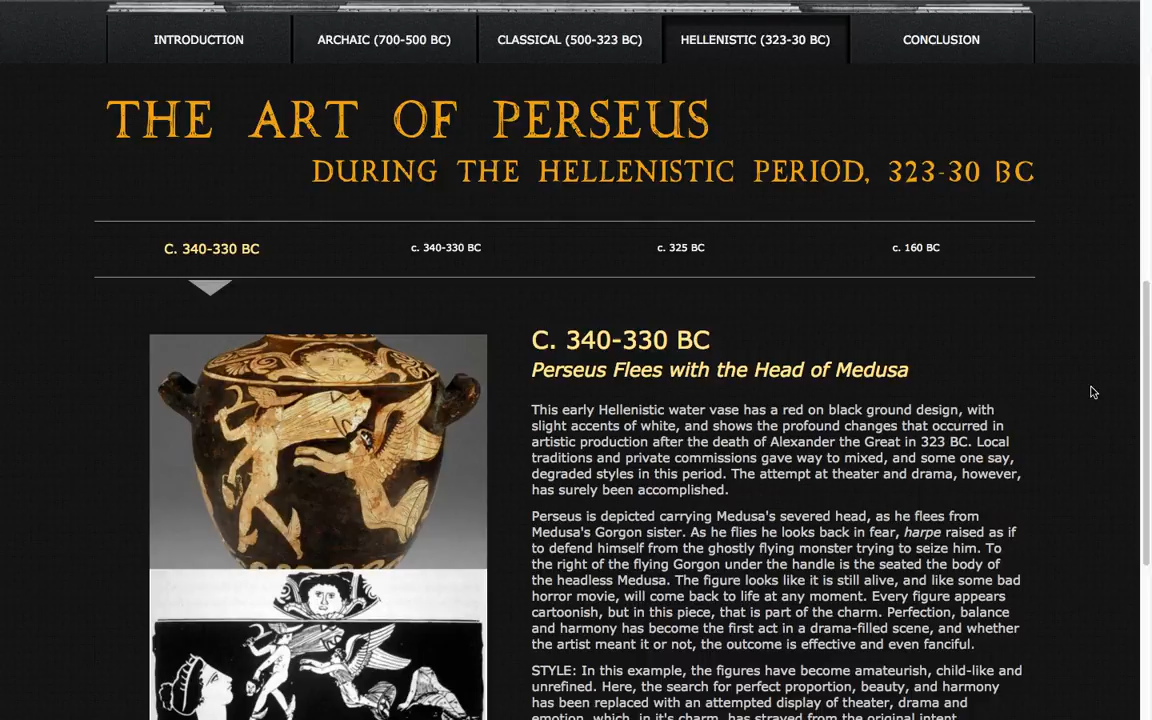 INTRODUCTION
ARCHAIC (700-500 BC)
CLASSICAL (500-323 BC)
HELLENISTIC (323-30 BC)
CONCLUSION
THE ART OF PERSEUS
DURING THE HELLENISTIC PERIOD, 323-30 BC
C. 340-330 BC
c. 340-330 BC
c. 325 BC
c. 160 BC
C. 340-330 BC
Perseus Flees with the Head of Medusa
This early Hellenistic water vase has a red on black ground design, with
slight accents of white, and shows the profound changes that occurred in
artistic production after the death of Alexander the Great in 323 BC. Local
traditions and private commissions gave way to mixed, and some one say,
degraded styles in this period. The attempt at theater and drama, however,
has surely been accomplished.
Perseus is depicted carrying Medusa's severed head, as he flees from
Medusa's Gorgon sister. As he flies he looks back in fear, harpe raised as if
to defend himself from the ghostly flying monster trying to seize him. To
the right of the flying Gorgon under the handle is the seated the body of
the headless Medusa. The figure looks like it is still alive, and like some bad
horror movie, will come back to life at any moment. Every figure appears
cartoonish, but in this piece, that is part of the charm. Perfection, balance
and harmony has become the first act in a drama-filled scene, and whether
the artist meant it or not, the outcome is effective and even fanciful.
STYLE: In this example, the figures have become amateurish, child-like and
unrefined. Here, the search for perfect proportion, beauty, and harmony
has been replaced with an attempted display of theater, drama and
emotion, which, in it's charm, has strayed from the original intent.